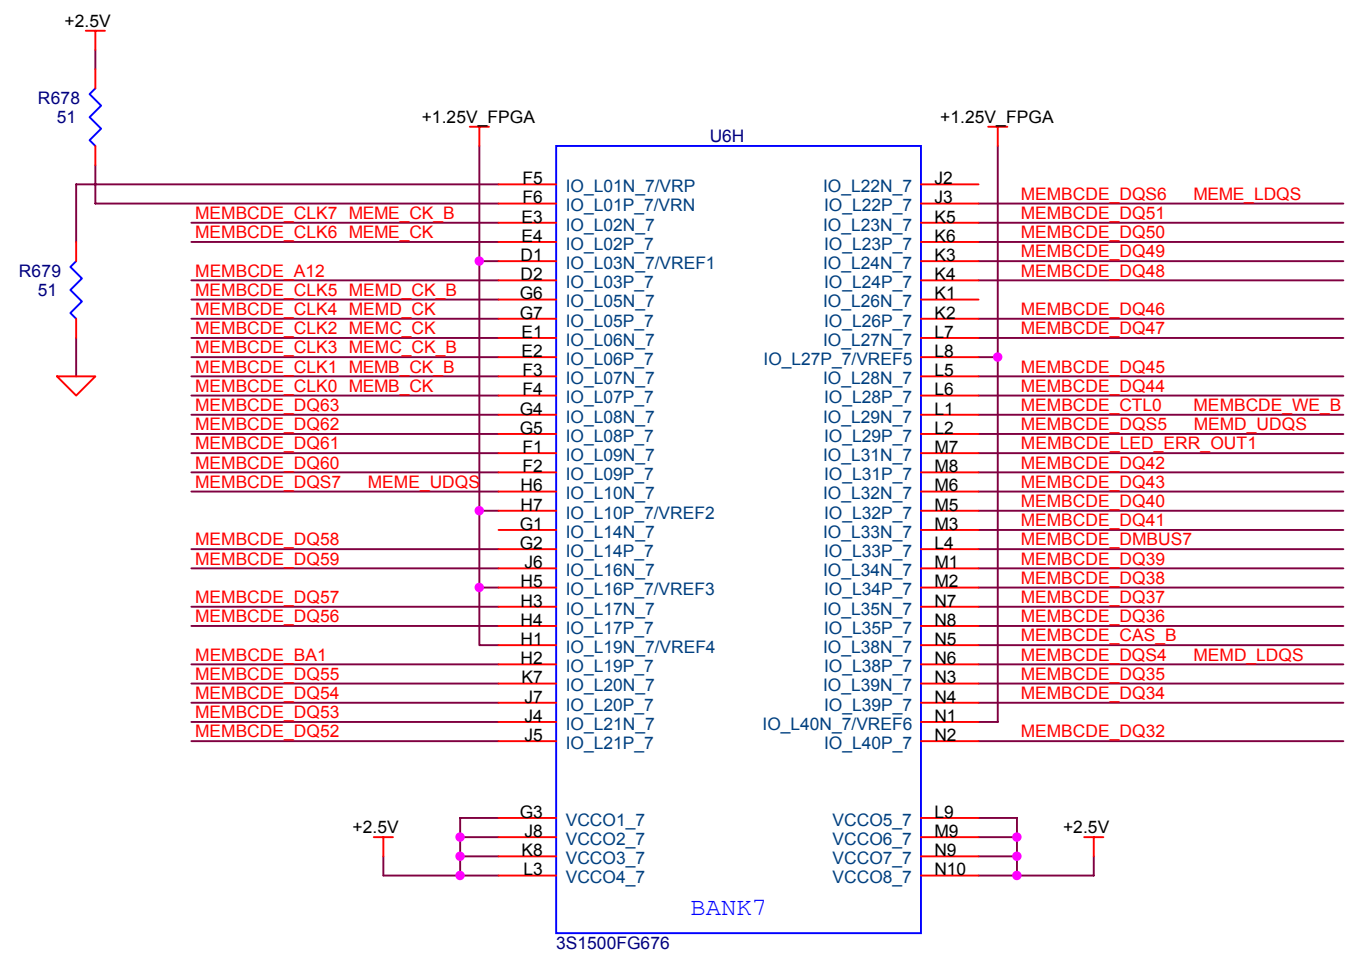 +2.5V
R678
51
R679
51
+1.25V_FPGA
+1.25V_FPGA
U6H
F5 IO_L01N_7/VRP
F6 IO_L01P_7/VRN
MEMBCDE_CLK7 MEME_CK_B E3 IO_L02N_7
MEMBCDE_CLK6 MEME_CK E4 IO_L02P_7
D1 IO_L03N_7/VREF1
MEMBCDE_A12 D2 IO_L03P_7
MEMBCDE_CLK5 MEMD_CK_B G6 IO_L05N_7
MEMBCDE_CLK4 MEMD_CK G7 IO_L05P_7
MEMBCDE_CLK2 MEMC_CK E1 IO_L06N_7
MEMBCDE_CLK3 MEMC_CK_B E2 IO_L06P_7
MEMBCDE_CLK1 MEMB_CK_B F3 IO_L07N_7
MEMBCDE_CLK0 MEMB_CK F4 IO_L07P_7
MEMBCDE_DQ63 G4 IO_L08N_7
MEMBCDE_DQ62 G5 IO_L08P_7
MEMBCDE_DQ61 F1 IO_L09N_7
MEMBCDE_DQ60 F2 IO_L09P_7
MEMBCDE_DQS7 MEME_UDQS H6 IO_L10N_7
H7 IO_L10P_7/VREF2
G1 IO_L14N_7
MEMBCDE_DQ58 G2 IO_L14P_7
MEMBCDE_DQ59 J6 IO_L16N_7
H5 IO_L16P_7/VREF3
MEMBCDE_DQ57 H3 IO_L17N_7
MEMBCDE_DQ56 H4 IO_L17P_7
H1 IO_L19N_7/VREF4
MEMBCDE_BA1 H2 IO_L19P_7
MEMBCDE_DQ55 K7 IO_L20N_7
MEMBCDE_DQ54 J7 IO_L20P_7
MEMBCDE_DQ53 J4 IO_L21N_7
MEMBCDE_DQ52 J5 IO_L21P_7
IO_L22N_7 J2
IO_L22P_7 J3 MEMBCDE_DQS6 MEME_LDQS
IO_L23N_7 K5 MEMBCDE_DQ51
IO_L23P_7 K6 MEMBCDE_DQ50
IO_L24N_7 K3 MEMBCDE_DQ49
IO_L24P_7 K4 MEMBCDE_DQ48
IO_L26N_7 K1
IO_L26P_7 K2 MEMBCDE_DQ46
IO_L27N_7 L7 MEMBCDE_DQ47
IO_L27P_7/VREF5 L8
IO_L28N_7 L5 MEMBCDE_DQ45
IO_L28P_7 L6 MEMBCDE_DQ44
IO_L29N_7 L1 MEMBCDE_CTL0 MEMBCDE_WE_B
IO_L29P_7 L2 MEMBCDE_DQS5 MEMD_UDQS
IO_L31N_7 M7 MEMBCDE_LED_ERR_OUT1
IO_L31P_7 M8 MEMBCDE_DQ42
IO_L32N_7 M6 MEMBCDE_DQ43
IO_L32P_7 M5 MEMBCDE_DQ40
IO_L33N_7 M3 MEMBCDE_DQ41
IO_L33P_7 L4 MEMBCDE_DMBUS7
IO_L34N_7 M1 MEMBCDE_DQ39
IO_L34P_7 M2 MEMBCDE_DQ38
IO_L35N_7 N7 MEMBCDE_DQ37
IO_L35P_7 N8 MEMBCDE_DQ36
IO_L38N_7 N5 MEMBCDE_CAS_B
IO_L38P_7 N6 MEMBCDE_DQS4 MEMD_LDQS
IO_L39N_7 N3 MEMBCDE_DQ35
IO_L39P_7 N4 MEMBCDE_DQ34
IO_L40N_7/VREF6 N1
IO_L40P_7 N2 MEMBCDE_DQ32
+2.5V
G3 VCCO1_7
J8 VCCO2_7
K8 VCCO3_7
L3 VCCO4_7
VCCO5_7 L9
VCCO6_7 M9
VCCO7_7 N9
VCCO8_7 N10
+2.5V
BANK7
3S1500FG676